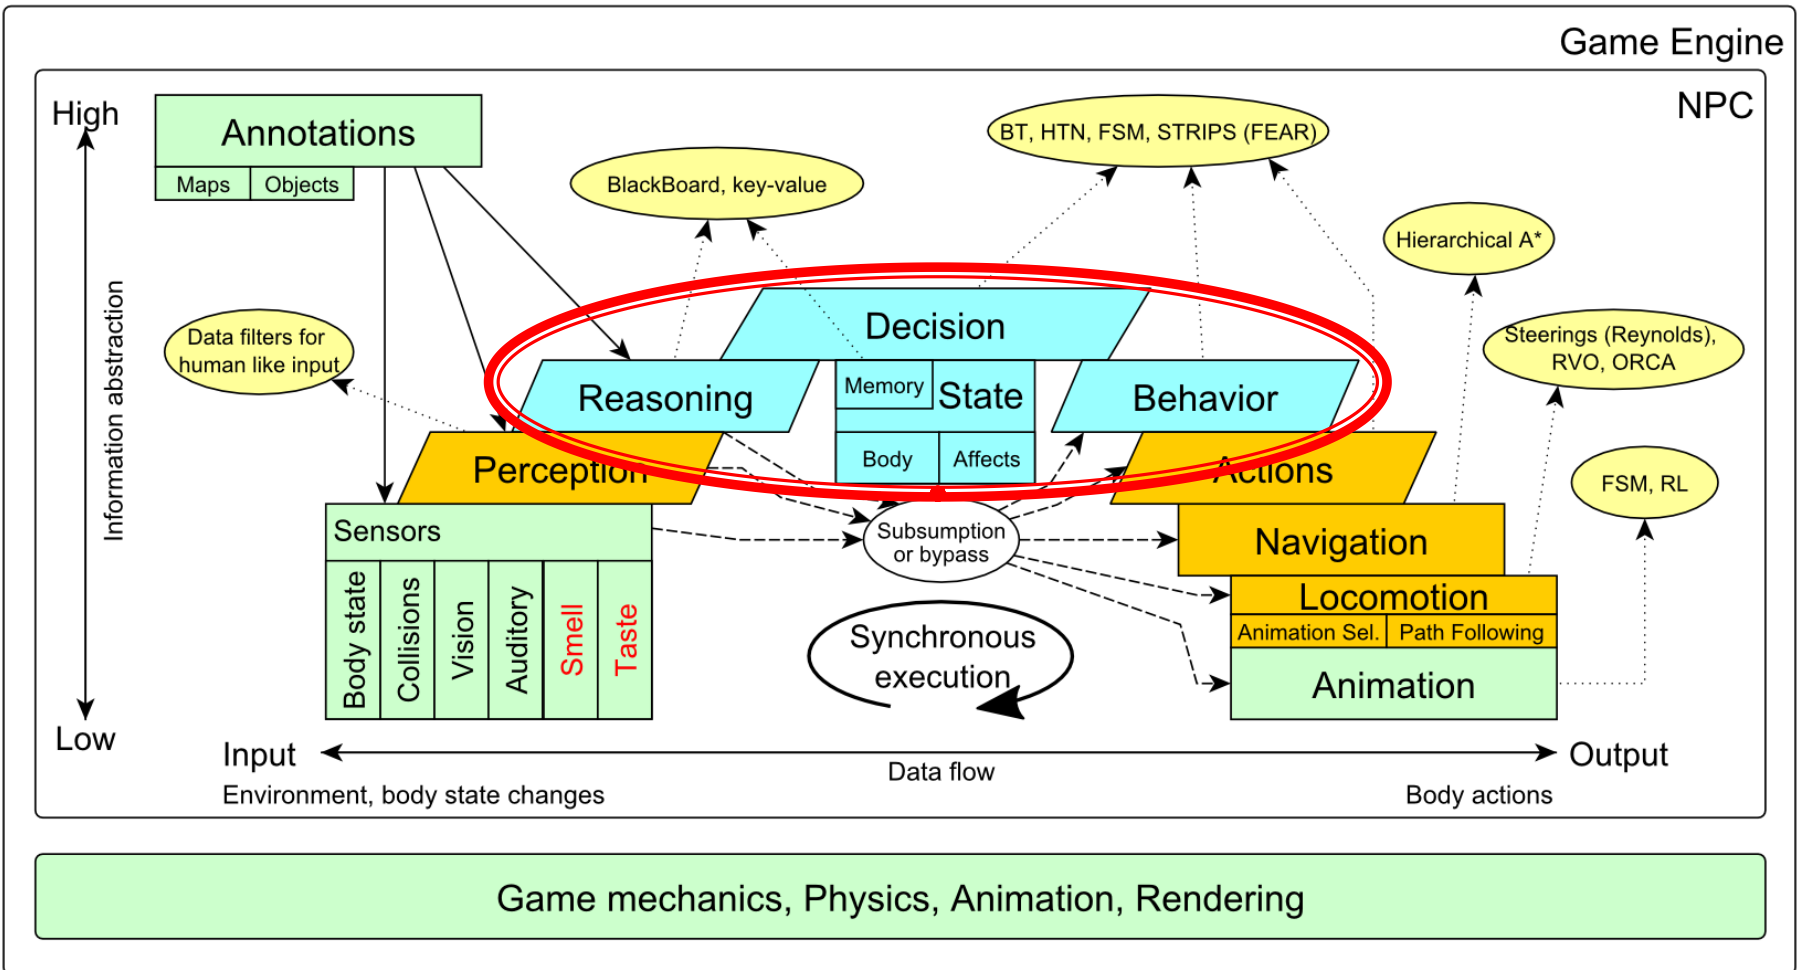 Game Engine
NPC
High
Annotations
Maps
Objects
BlackBoard, key-value
BT, HTN, FSM, STRIPS (FEAR)
Hierarchical A*
Information abstraction
Data filters for
human like input
Decision
Steerings (Reynolds),
RVO, ORCA
Reasoning
Memory
State
Behavior
Perception
Body
Affects
Actions
FSM, RL
Sensors
Subsumption
or bypass
Navigation
Body state
Collisions
Vision
Auditory
Smell
Taste
Locomotion
Animation Sel.
Path Following
Synchronous
execution
Animation
Low
Input
Output
Data flow
Environment, body state changes
Body actions
Game mechanics, Physics, Animation, Rendering